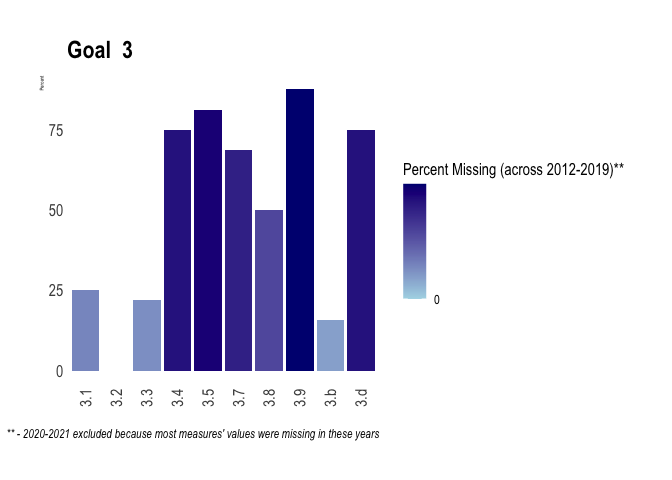 Goal 3
Percent
75
50
25
0
3.1 3.2 3.3 3.4 3.5 3.7 3.8 3.9 3.b 3.d
Percent Missing (across 2012-2019)**
0
** - 2020-2021 excluded because most measures' values were missing in these years